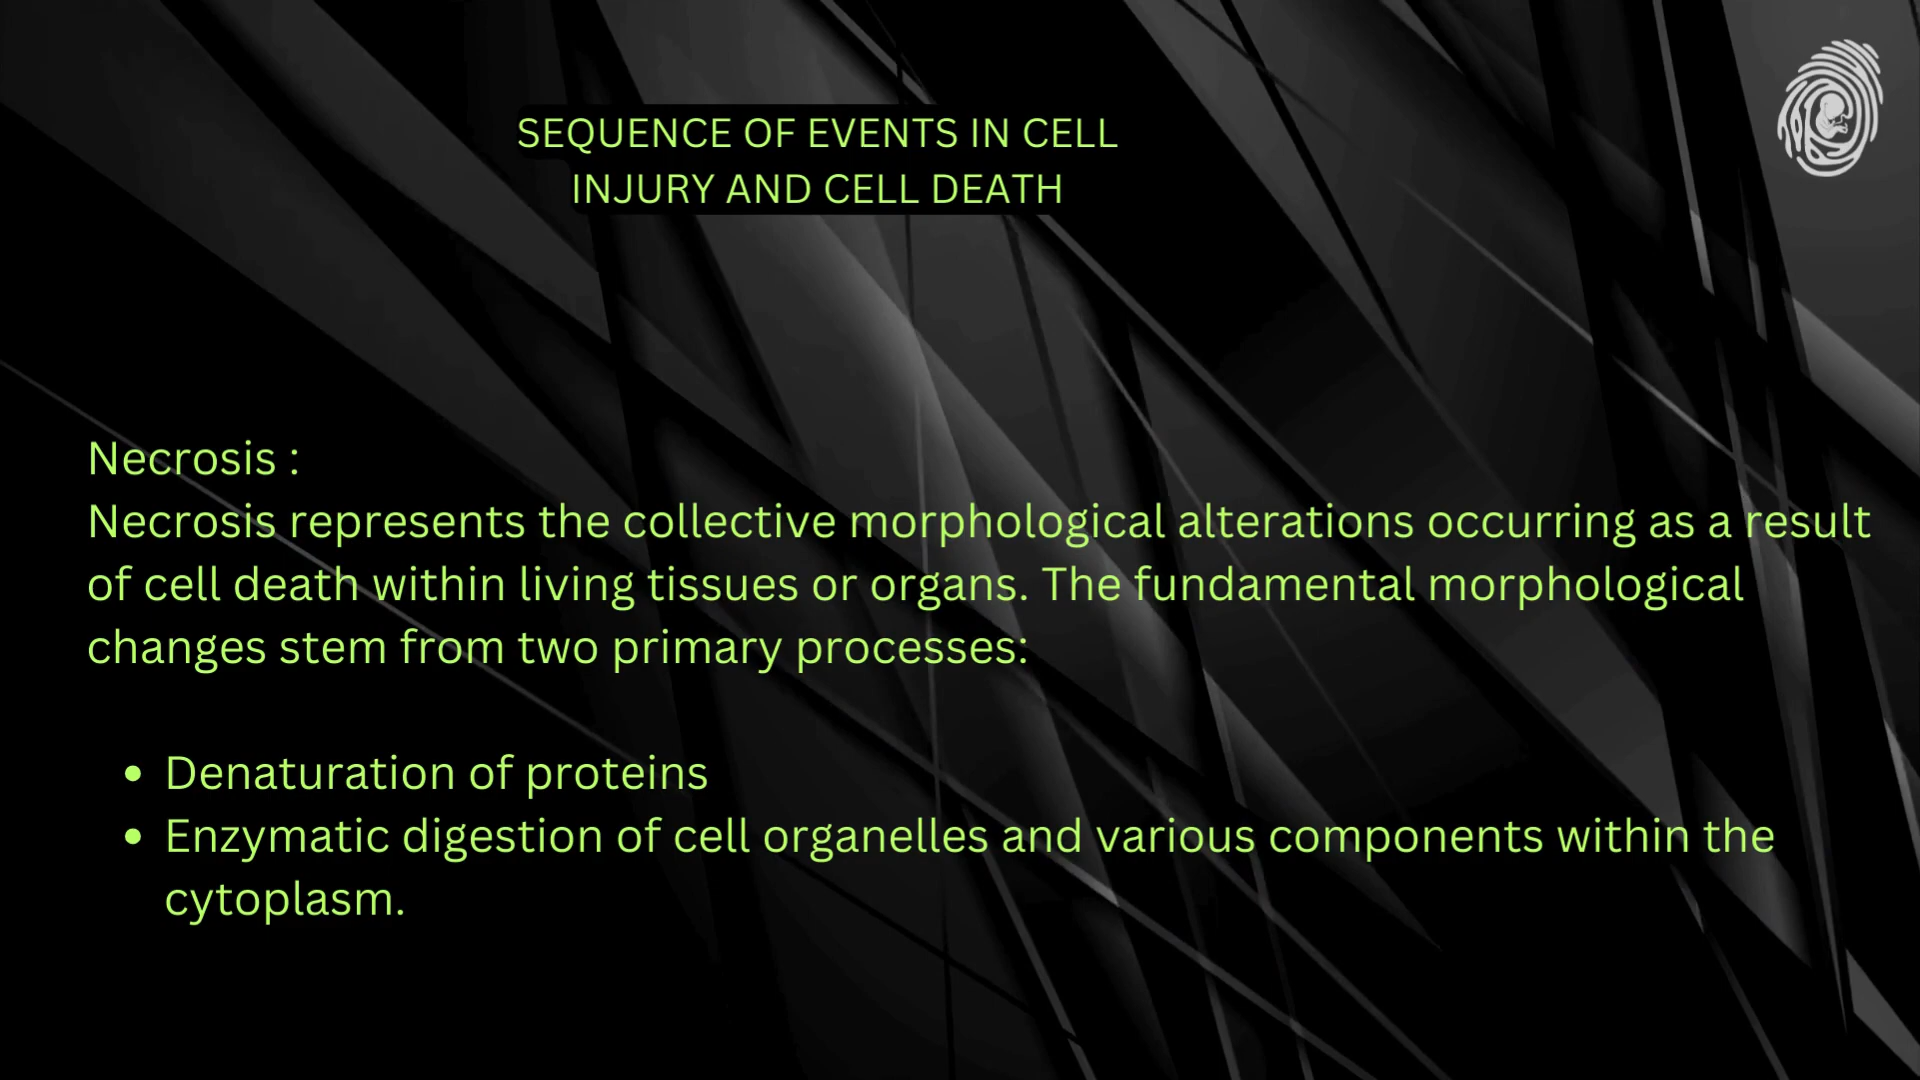 SEQUENCE OF EVENTS IN CELL
INJURY AND CELL DEATH
Necrosis :
Necrosis represents the collective morphological alterations occurring as a result
of cell death within living tissues or organs. The fundamental morphological
changes stem from two primary processes:
• Denaturation of proteins
• Enzymatic digestion of cell organelles and various components within the
cytoplasm.